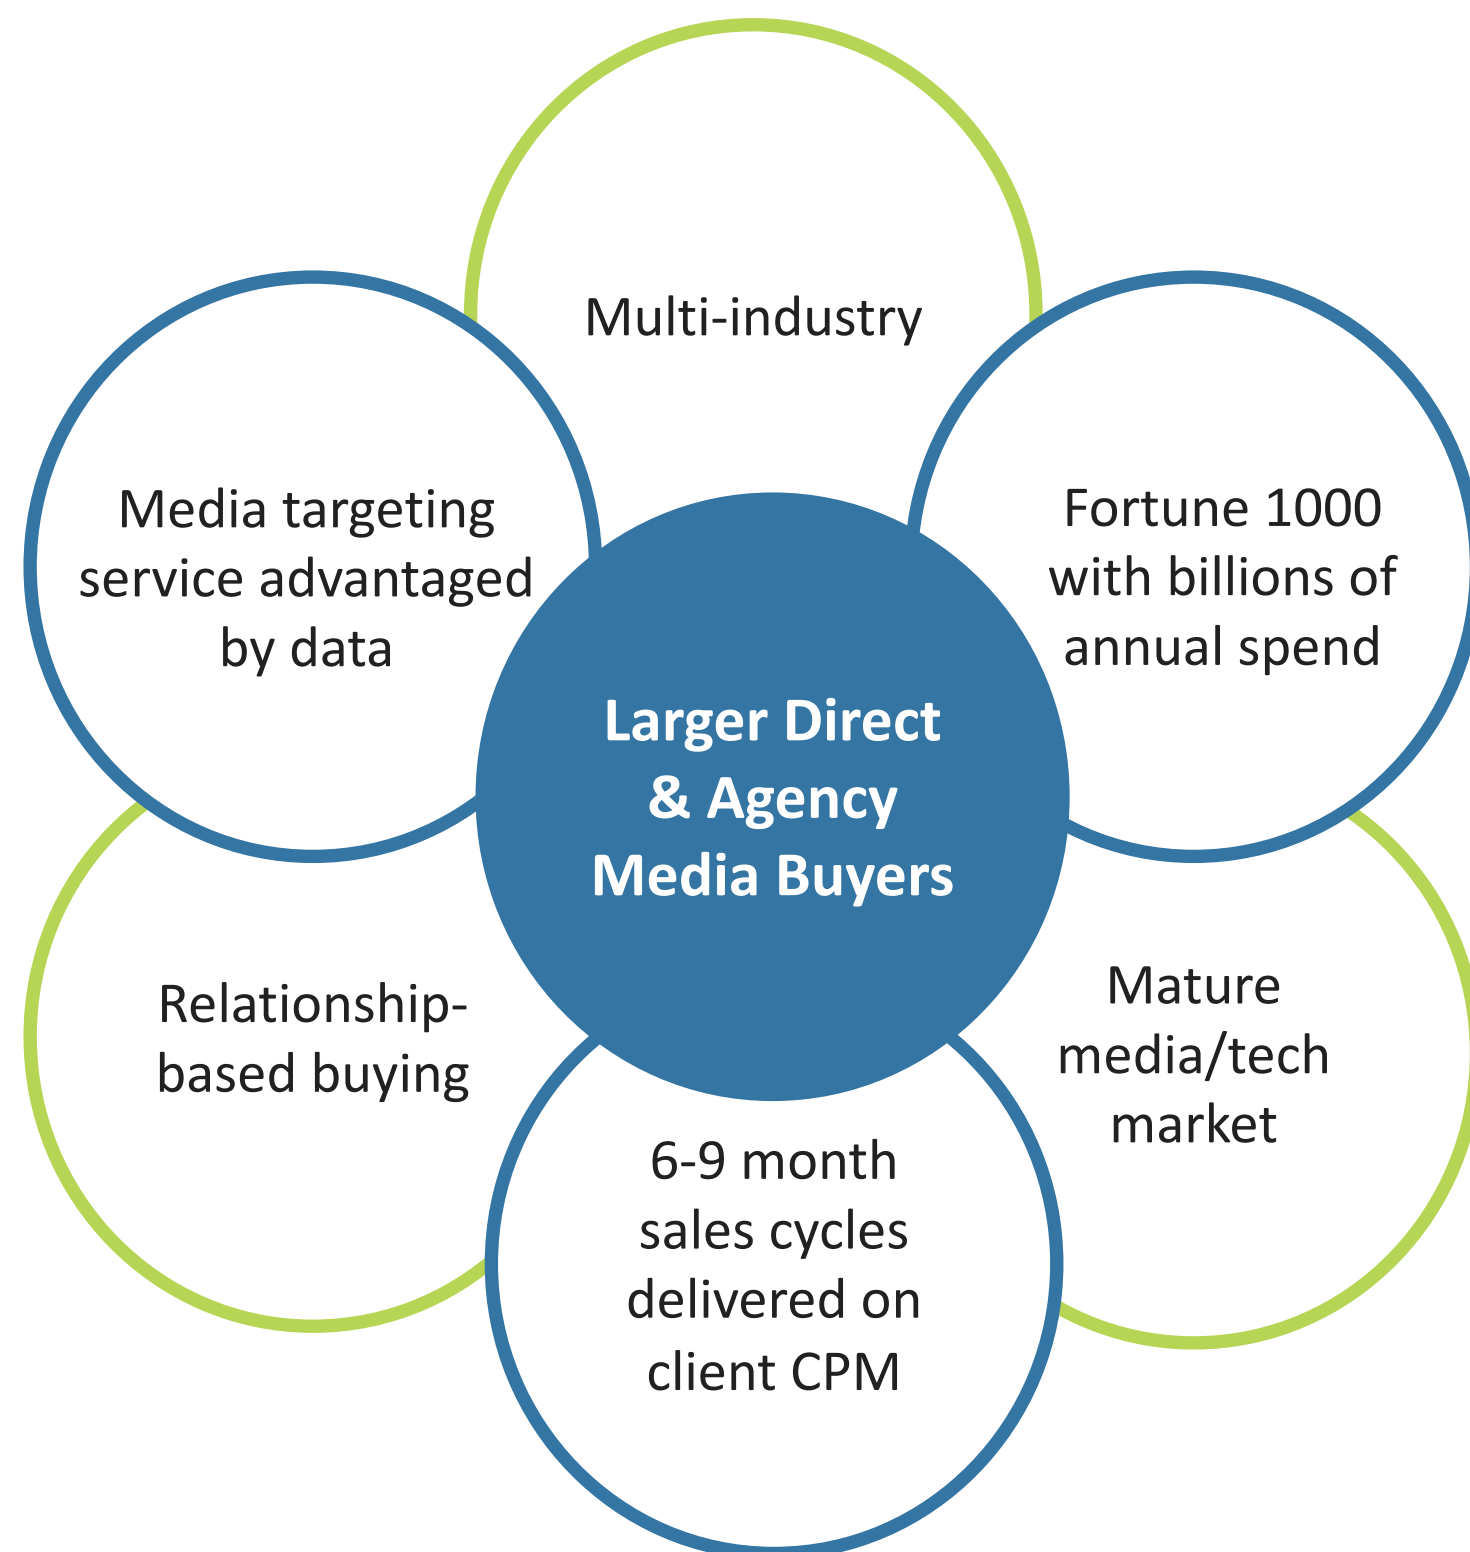 Multi-industry
Media targeting
service advantaged
by data
Fortune 1000
with billions of
annual spend
Larger Direct
& Agency
Media Buyers
Relationship-
based buying
Mature
media/tech
market
6-9 month
sales cycles
delivered on
client CPM